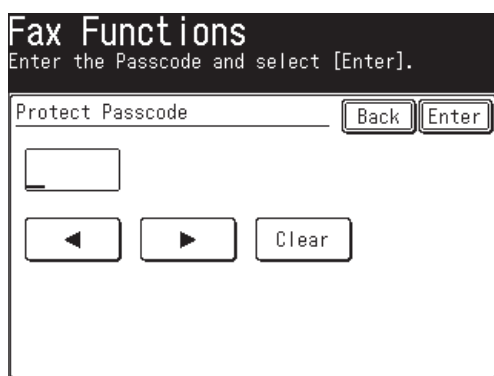 Fax Functions
Enter the Passcode and select [Enter].
Protect Passcode
Back Enter
Clear